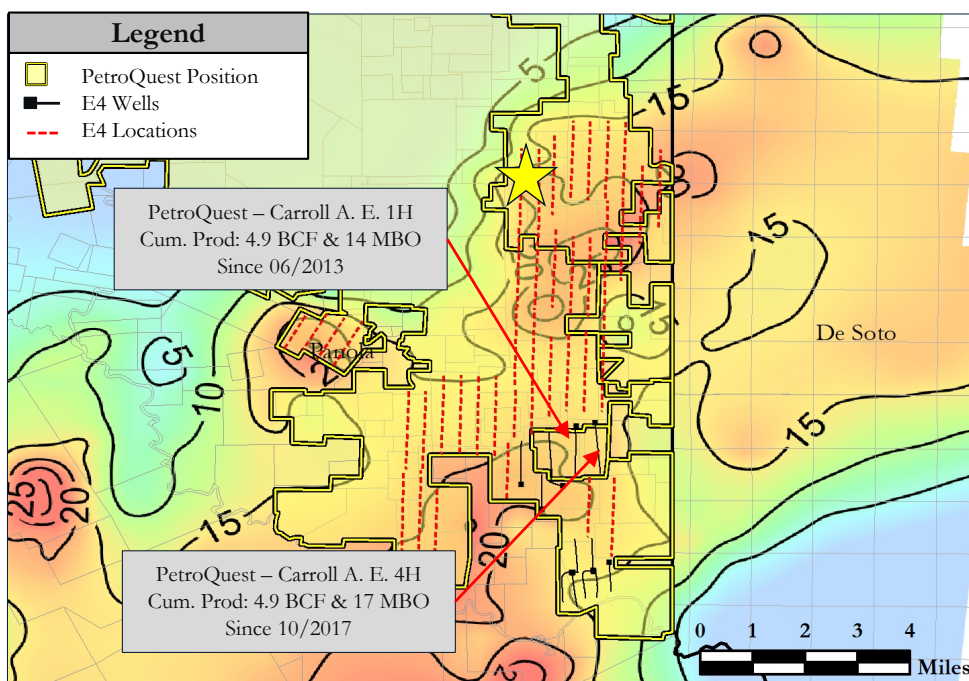 Legend
PetroQuest Position
E4 Wells
E4 Locations
5
15
15
PetroQuest – Carroll A. E. 1H
Cum. Prod: 4.9 BCF & 14 MBO
Since 06/2013
15
De Soto
Panola
5
10
15
15
25
20
20
PetroQuest – Carroll A. E. 4H
Cum. Prod: 4.9 BCF & 17 MBO
Since 10/2017
0 1 2 3 4
Miles